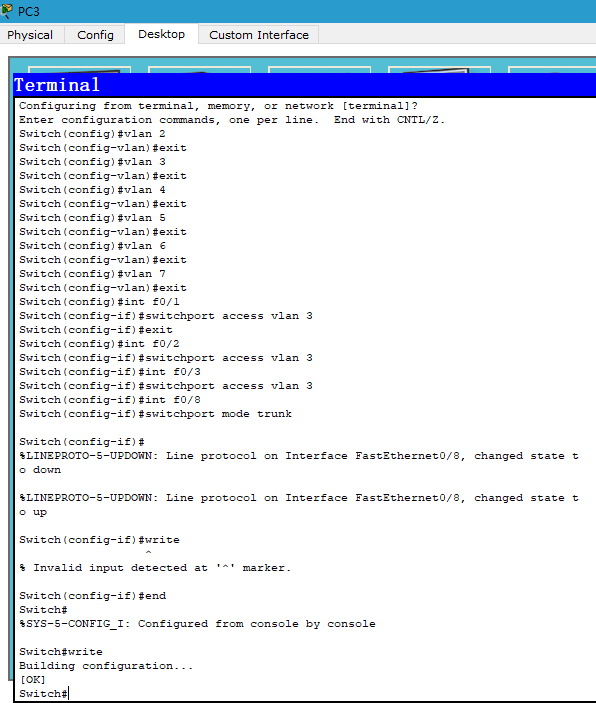 PC3
Physical Config Desktop Custom Interface
Terminal
Configuring from terminal, memory, or network [terminal]?
Enter configuration commands, one per line.  End with CNTL/Z.
Switch(config)#vlan 2
Switch(config-vlan)#exit
Switch(config)#vlan 3
Switch(config-vlan)#exit
Switch(config)#vlan 4
Switch(config-vlan)#exit
Switch(config)#vlan 5
Switch(config-vlan)#exit
Switch(config)#vlan 6
Switch(config-vlan)#exit
Switch(config)#vlan 7
Switch(config-vlan)#exit
Switch(config)#int f0/1
Switch(config-if)#switchport access vlan 3
Switch(config-if)#exit
Switch(config)#int f0/2
Switch(config-if)#switchport access vlan 3
Switch(config-if)#int f0/3
Switch(config-if)#switchport access vlan 3
Switch(config-if)#int f0/8
Switch(config-if)#switchport mode trunk
Switch(config-if)#
%LINEPROTO-5-UPDOWN: Line protocol on Interface FastEthernet0/8, changed state t
o down
%LINEPROTO-5-UPDOWN: Line protocol on Interface FastEthernet0/8, changed state t
o up
Switch(config-if)#write
^
% Invalid input detected at '^' marker.
Switch(config-if)#end
Switch#
%SYS-5-CONFIG_I: Configured from console by console
Switch#write
Building configuration...
[OK]
Switch#